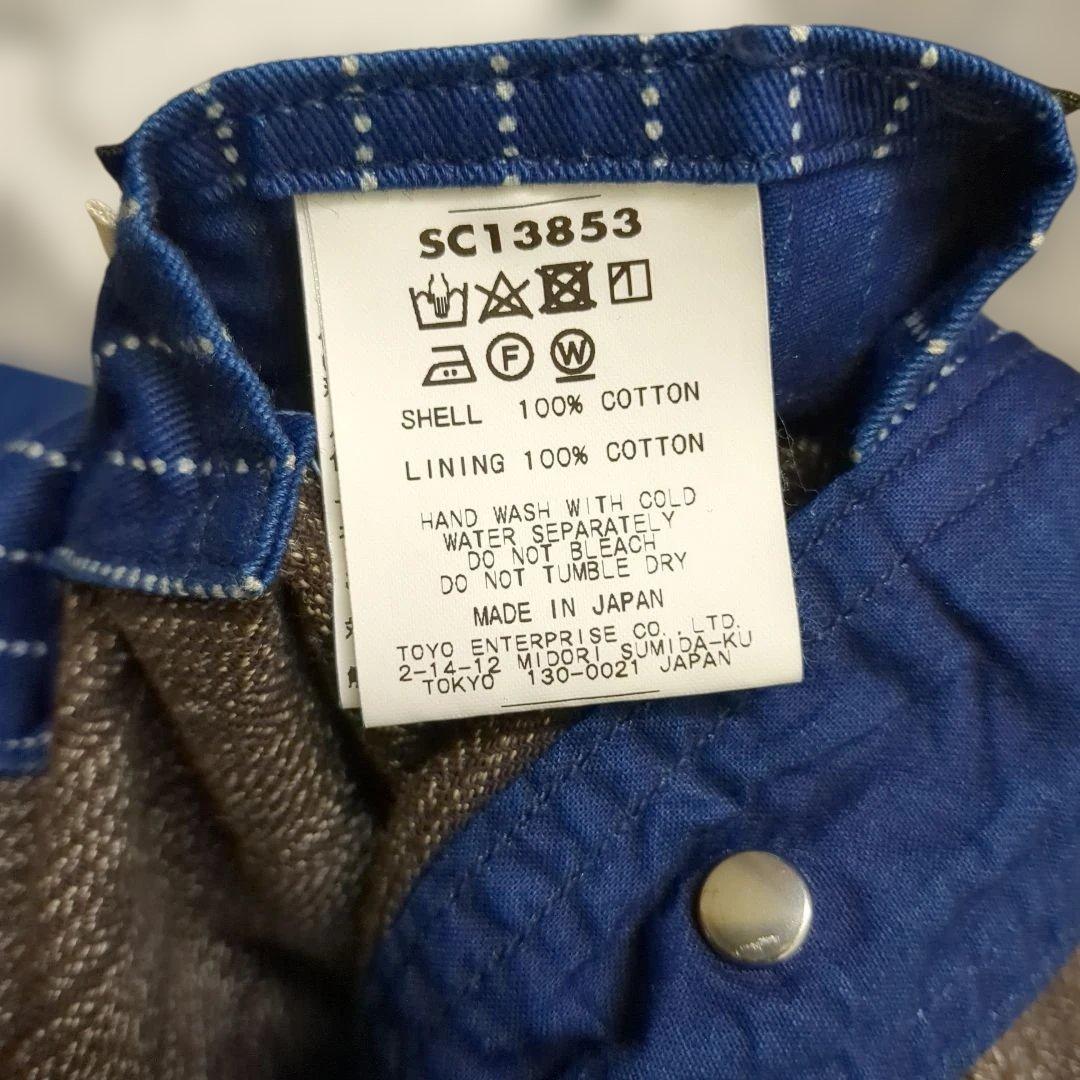 SC13853
F W
SHELL 100% COTTON
LINING 100% COTTON
HAND WASH WITH COLD
WATER SEPARATELY
DO NOT BLEACH
DO NOT TUMBLE DRY
MADE IN JAPAN
TOYO ENTERPRISE CO.,LTD.
2-14-12 MIDORI SUMIDA-KU
TOKYO 130-0021 JAPAN